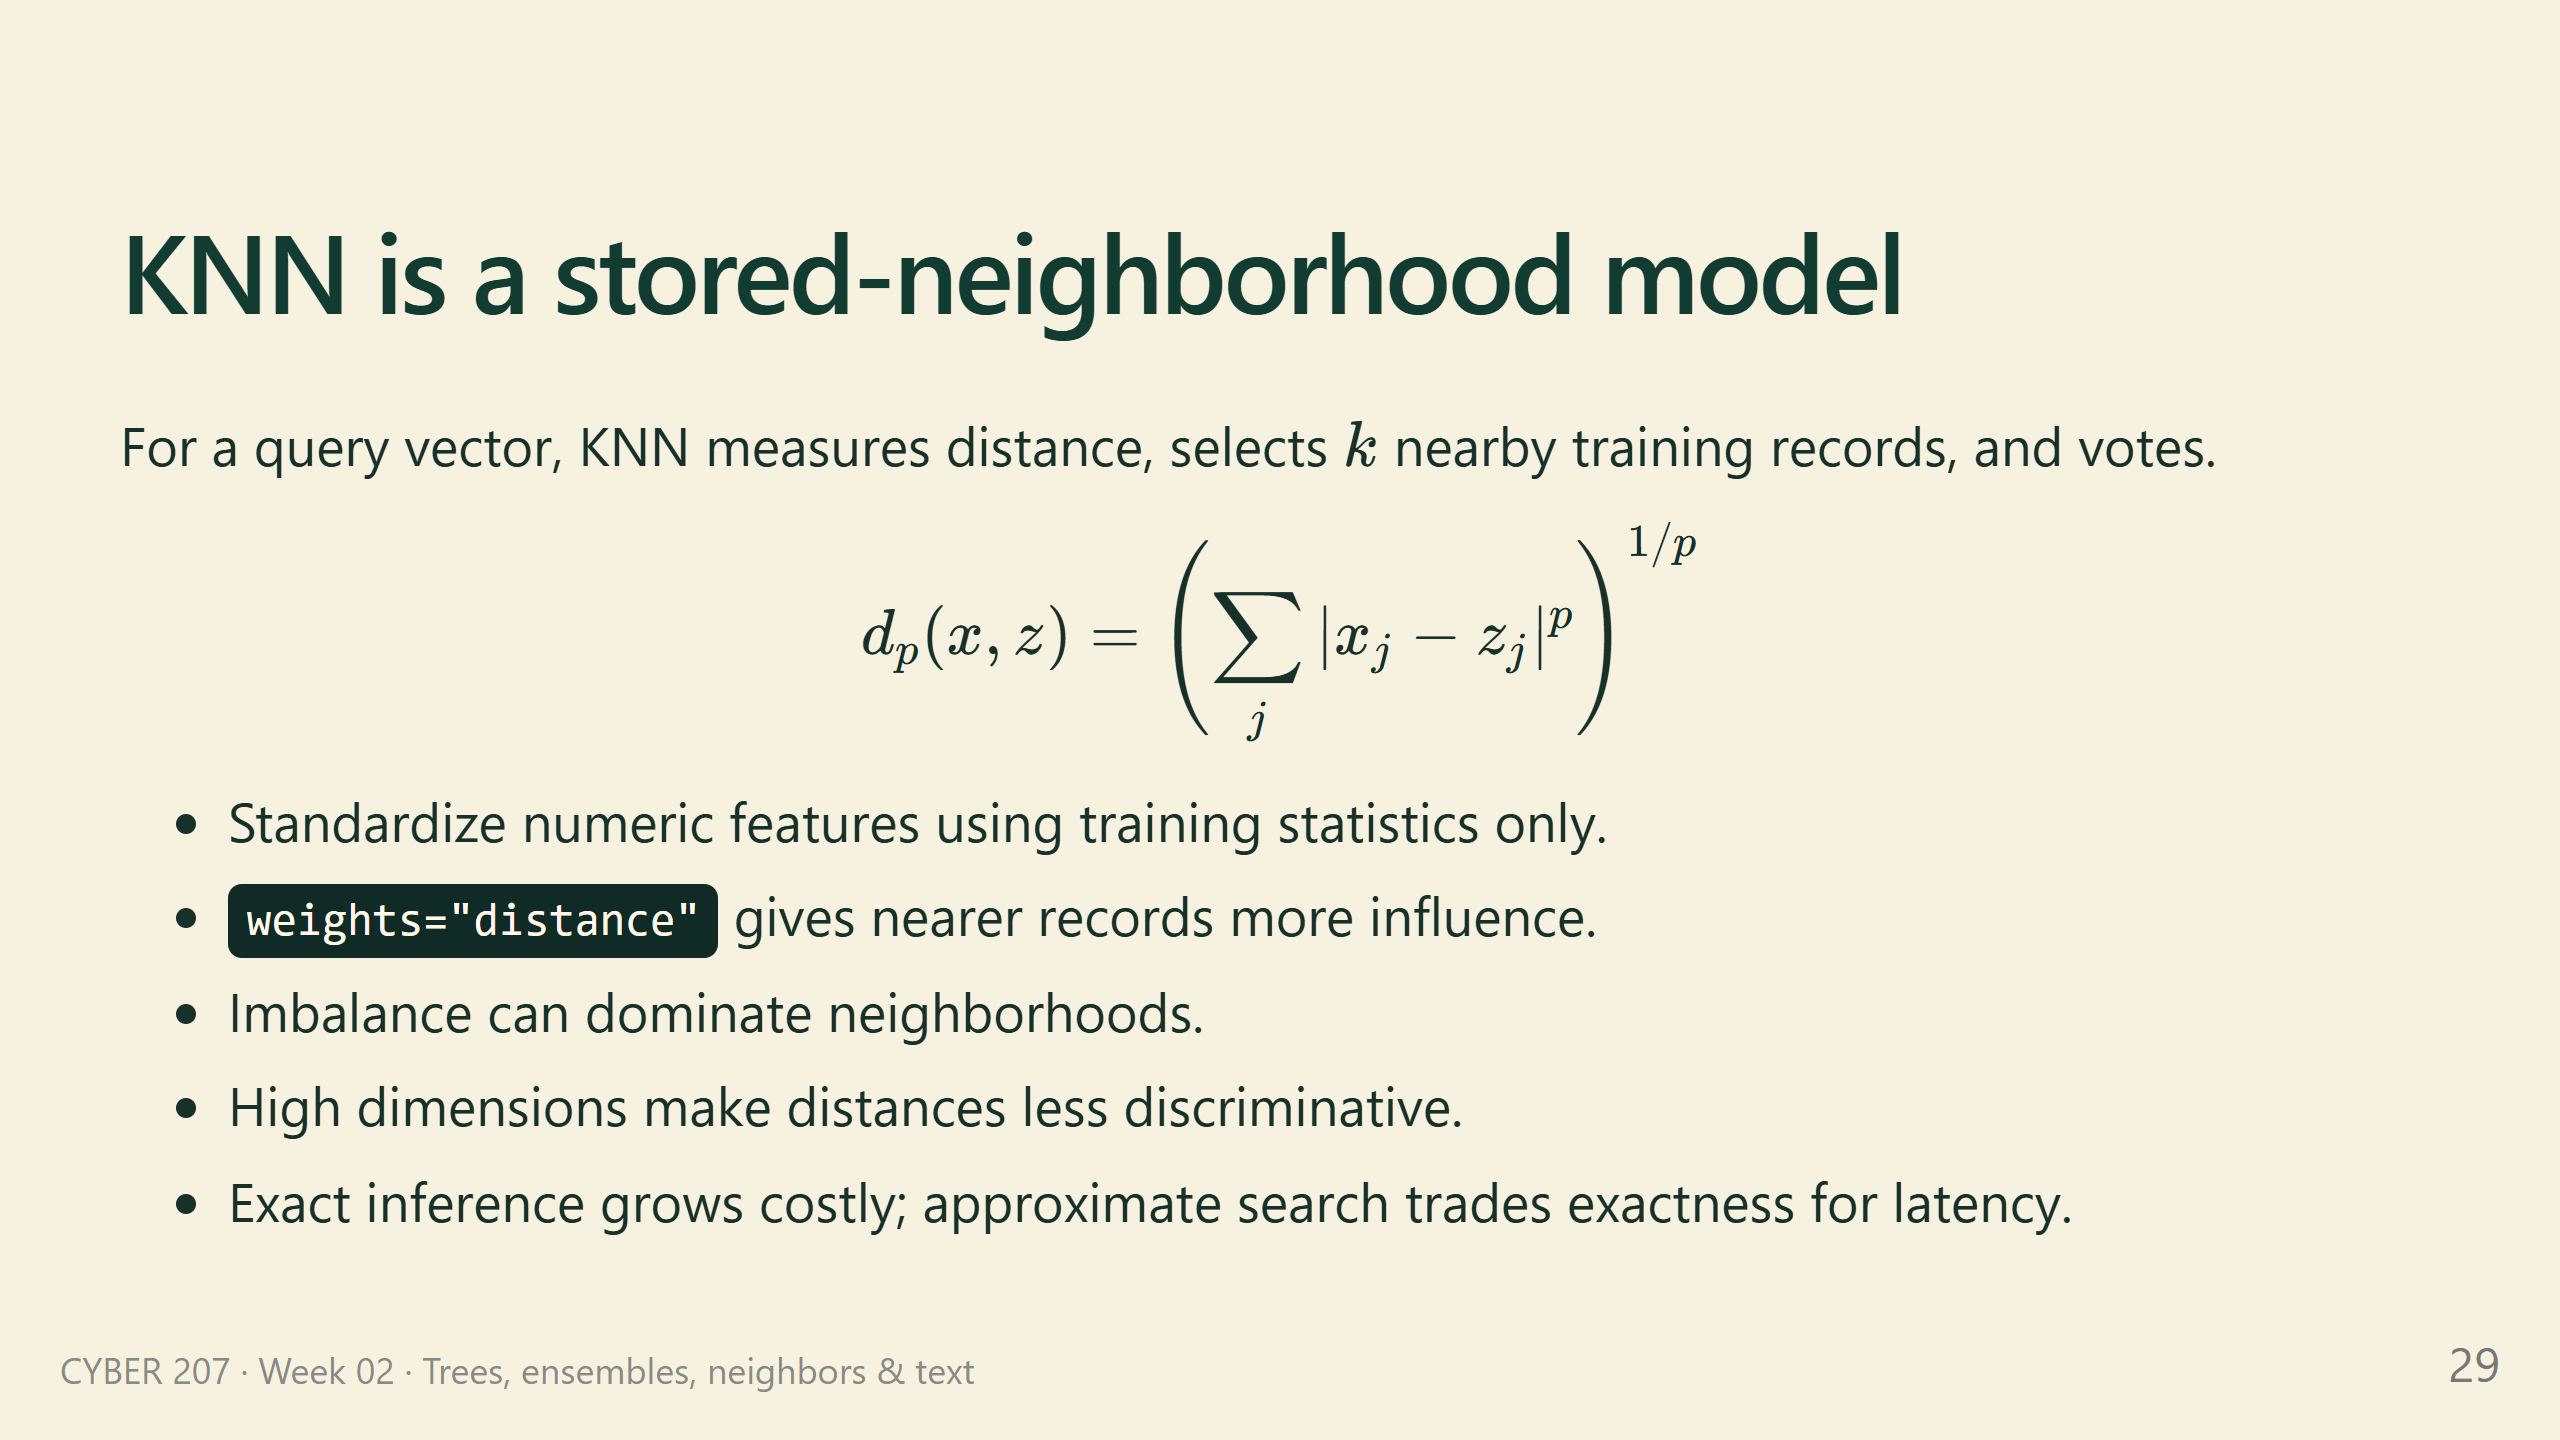 KNN is a stored-neighborhood model
For a query vector, KNN measures distance, selects k nearby training records, and votes.
d_p(x, z) = (∑_j |x_j − z_j|^p)^{1/p}
• Standardize numeric features using training statistics only.
• weights="distance" gives nearer records more influence.
• Imbalance can dominate neighborhoods.
• High dimensions make distances less discriminative.
• Exact inference grows costly; approximate search trades exactness for latency.
CYBER 207 · Week 02 · Trees, ensembles, neighbors & text
29